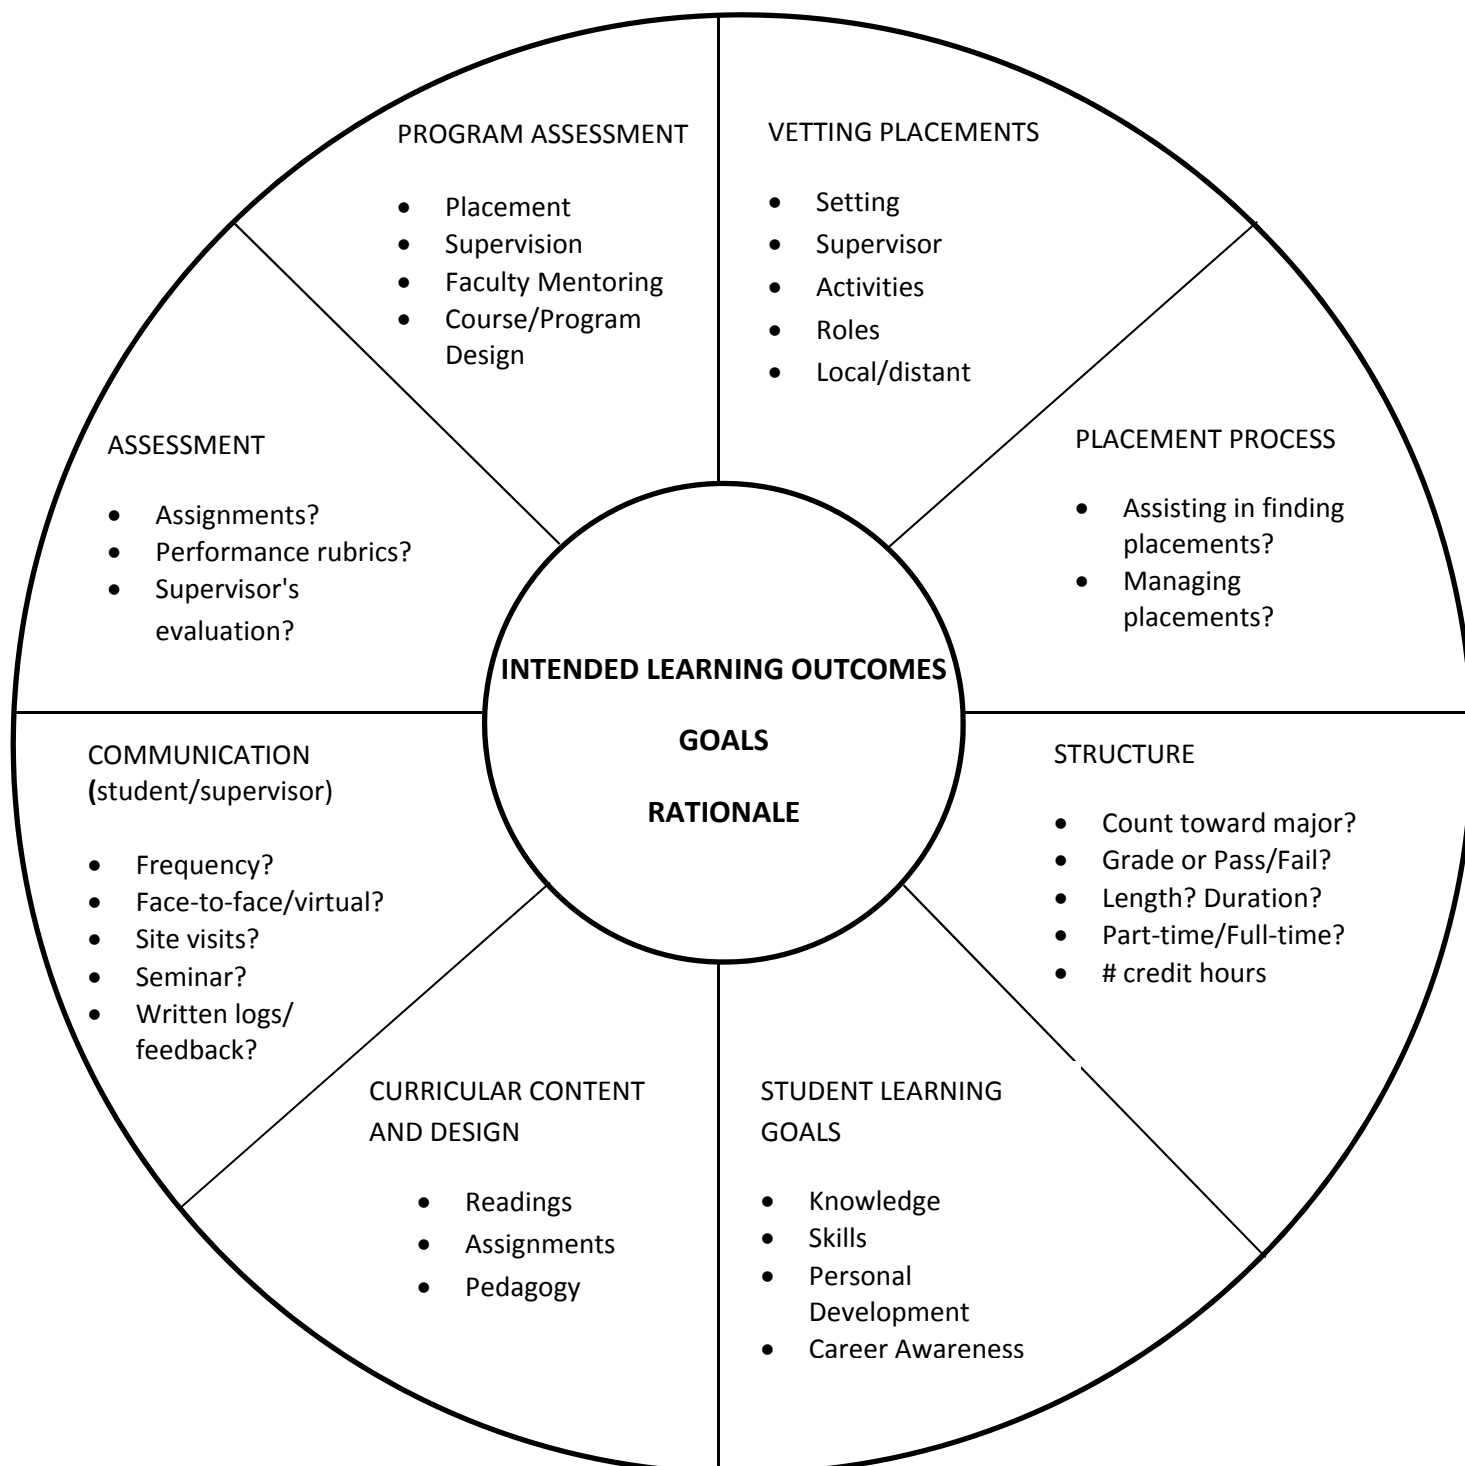 PROGRAM ASSESSMENT
• Placement
• Supervision
• Faculty Mentoring
• Course/Program
Design
VETTING PLACEMENTS
• Setting
• Supervisor
• Activities
• Roles
• Local/distant
ASSESSMENT
• Assignments?
• Performance rubrics?
• Supervisor's
evaluation?
PLACEMENT PROCESS
• Assisting in finding
placements?
• Managing
placements?
INTENDED LEARNING OUTCOMES
GOALS
RATIONALE
COMMUNICATION
(student/supervisor)
• Frequency?
• Face-to-face/virtual?
• Site visits?
• Seminar?
• Written logs/
feedback?
STRUCTURE
• Count toward major?
• Grade or Pass/Fail?
• Length? Duration?
• Part-time/Full-time?
• # credit hours
CURRICULAR CONTENT
AND DESIGN
• Readings
• Assignments
• Pedagogy
STUDENT LEARNING
GOALS
• Knowledge
• Skills
• Personal
Development
• Career Awareness